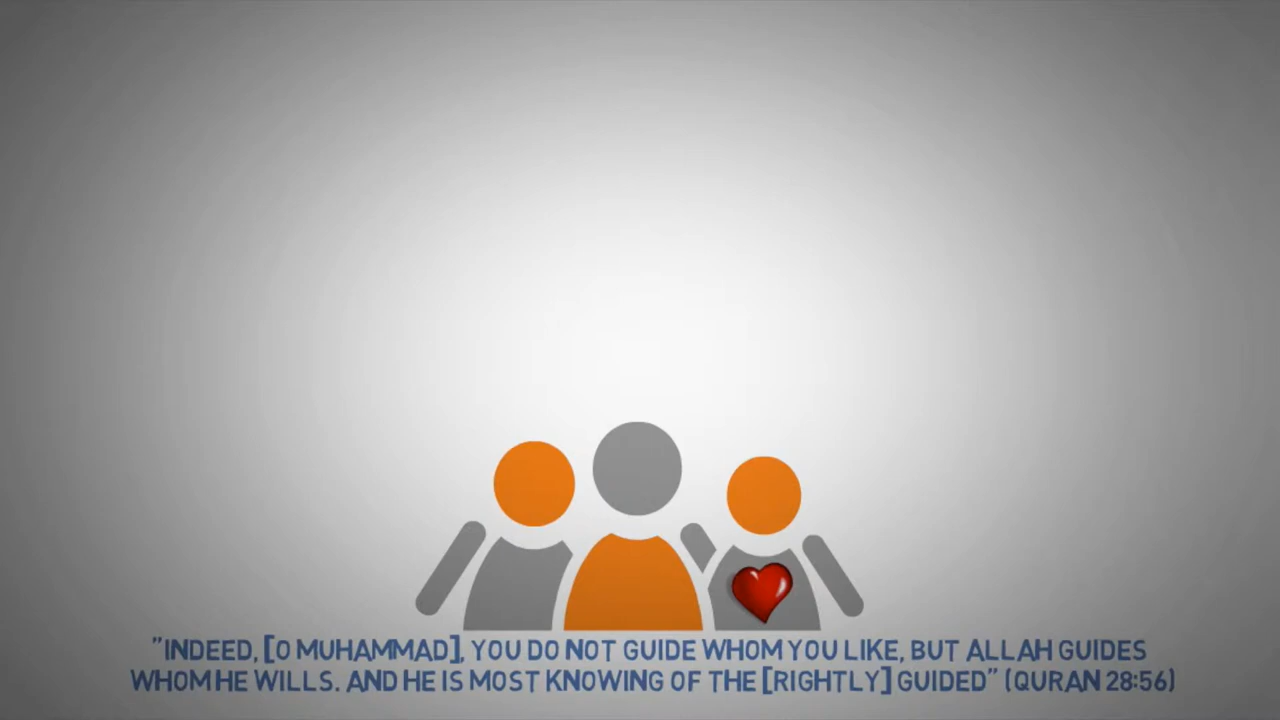 "INDEED, [O MUHAMMAD], YOU DO NOT GUIDE WHOM YOU LIKE, BUT ALLAH GUIDES
WHOM HE WILLS. AND HE IS MOST KNOWING OF THE [RIGHTLY] GUIDED" (QURAN 28:56)